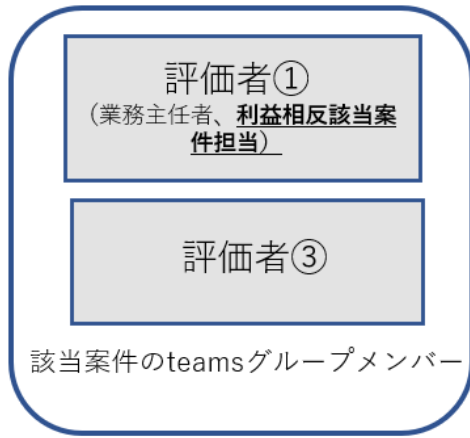 評価者①
（業務主任者、利益相反該当案
件担当）
評価者③
該当案件のteamsグループメンバー